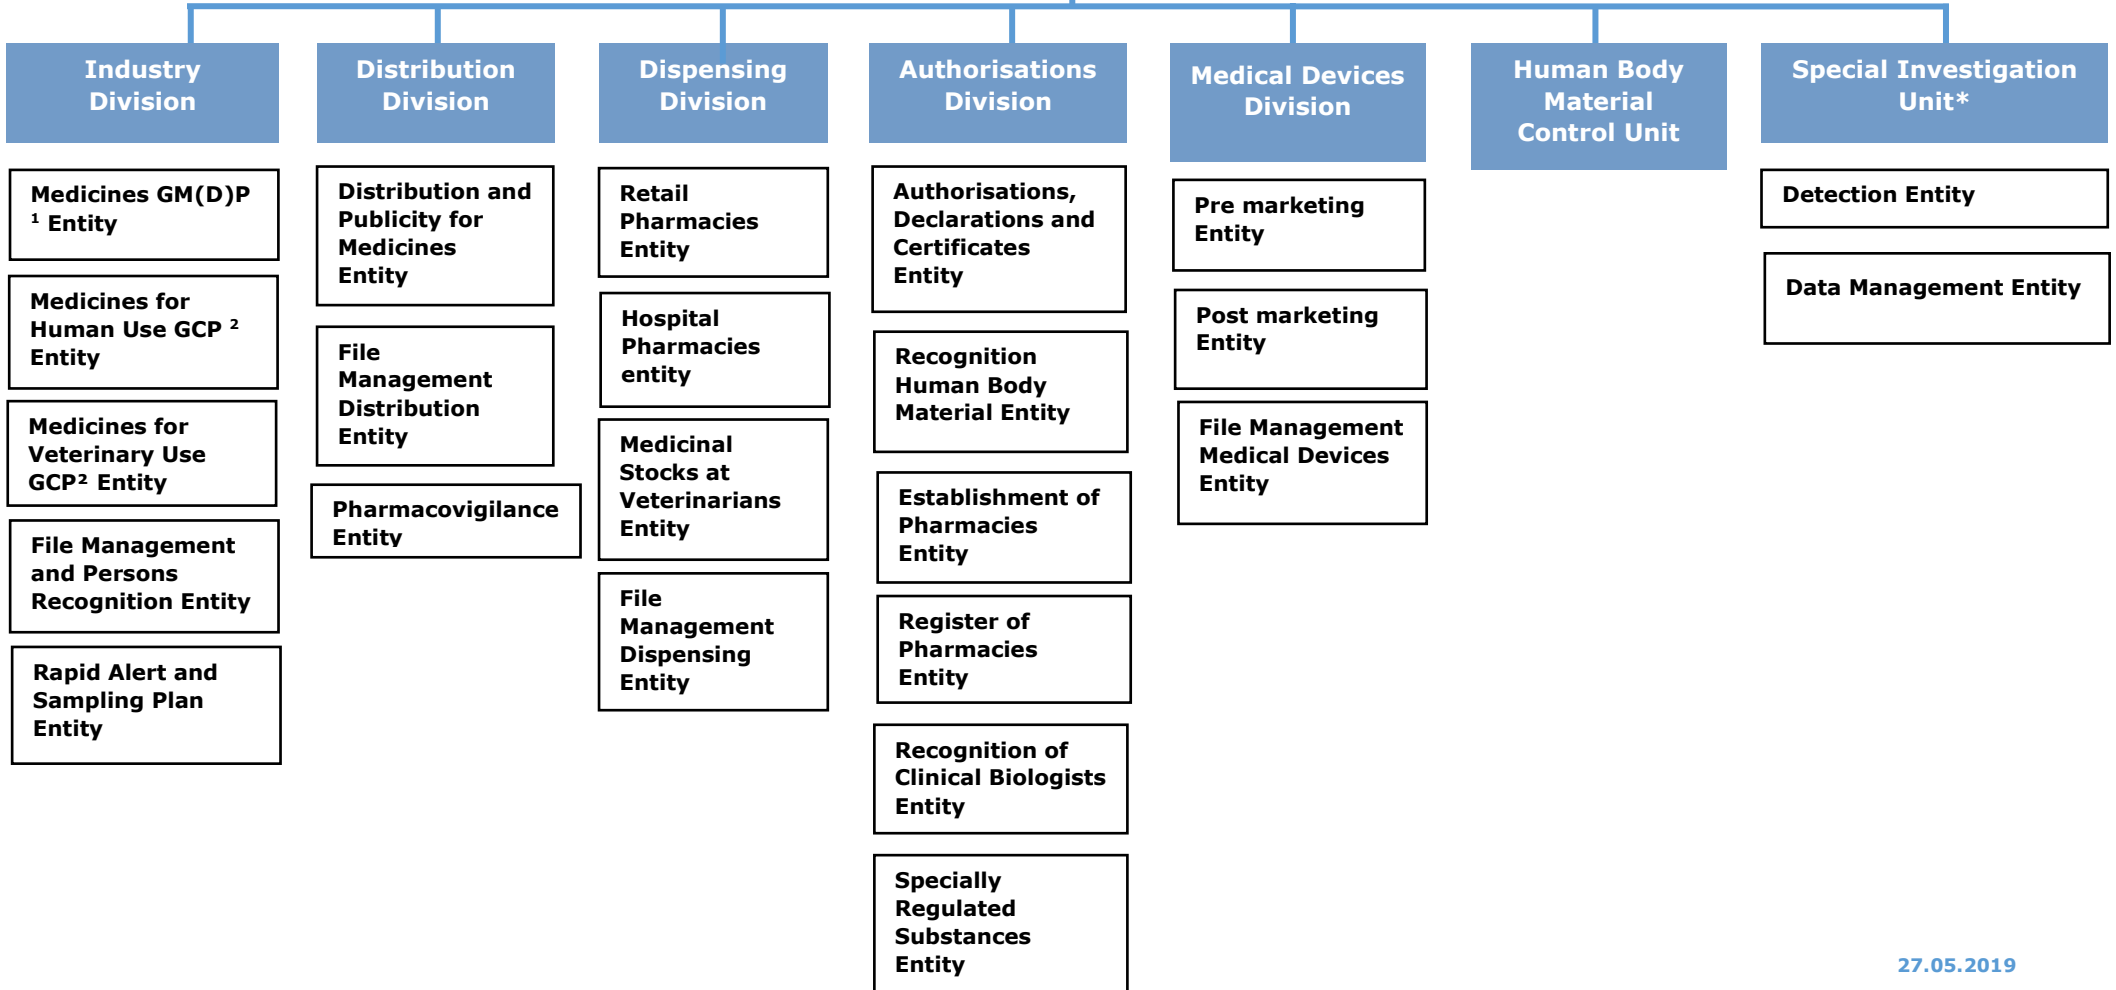 Industry
Division
Distribution
Division
Dispensing
Division
Authorisations
Division
Medical Devices
Division
Human Body
Material
Control Unit
Special Investigation
Unit*
Medicines GM(D)P
¹ Entity
Medicines for
Human Use GCP ²
Entity
Medicines for
Veterinary Use
GCP² Entity
File Management
and Persons
Recognition Entity
Rapid Alert and
Sampling Plan
Entity
Distribution and
Publicity for
Medicines
Entity
File
Management
Distribution
Entity
Pharmacovigilance
Entity
Retail
Pharmacies
Entity
Hospital
Pharmacies
entity
Medicinal
Stocks at
Veterinarians
Entity
File
Management
Dispensing
Entity
Authorisations,
Declarations and
Certificates
Entity
Recognition
Human Body
Material Entity
Establishment of
Pharmacies
Entity
Register of
Pharmacies
Entity
Recognition of
Clinical Biologists
Entity
Specially
Regulated
Substances
Entity
Pre marketing
Entity
Post marketing
Entity
File Management
Medical Devices
Entity
Detection Entity
Data Management Entity
27.05.2019